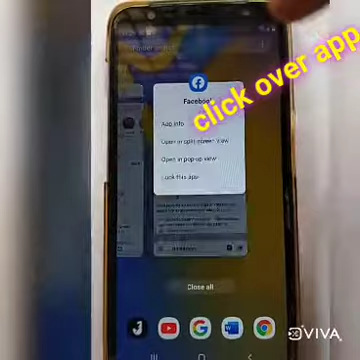 click over app
Facebook
App info
Open in split screen view
Open in pop-up view
Lock this app
Close all
VIVA